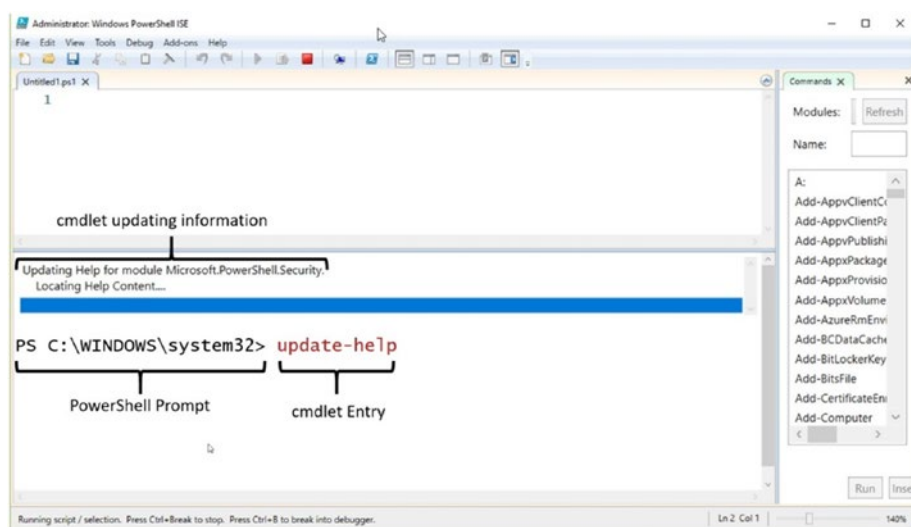 Administrator: Windows PowerShell ISE
File Edit View Tools Debug Add-ons Help
Untitled1.ps1 X
1
cmdlet updating information
Updating Help for module Microsoft.PowerShell.Security.
Locating Help Content....
PS C:\WINDOWS\system32> update-help
PowerShell Prompt
cmdlet Entry
Commands X
Modules: Refresh
Name:
A:
Add-AppvClientCo
Add-AppvClientPa
Add-AppvPublishi
Add-AppxPackage
Add-AppxProvisio
Add-AppxVolume
Add-AzureRmEnvi
Add-BCDataCache
Add-BitLockerKey
Add-BitsFile
Add-CertificateEn
Add-Computer
Run Inse
Running script / selection. Press Ctrl+Break to stop. Press Ctrl+B to break into debugger.
Ln 2 Col 1
140%